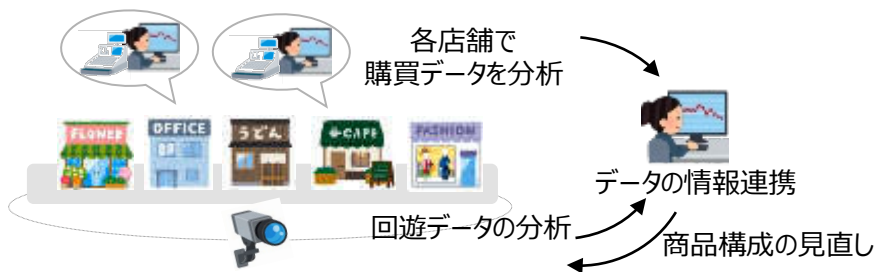 各店舗で
購買データを分析
FLOWER
OFFICE
うどん
CAFE
FASHION
データの情報連携
回遊データの分析
商品構成の見直し